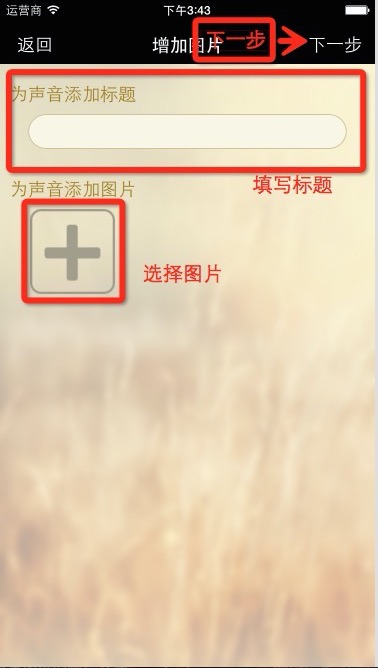 运营商 下午3:43
返回 增加图片 下一步 下一步
为声音添加标题
填写标题
为声音添加图片
选择图片